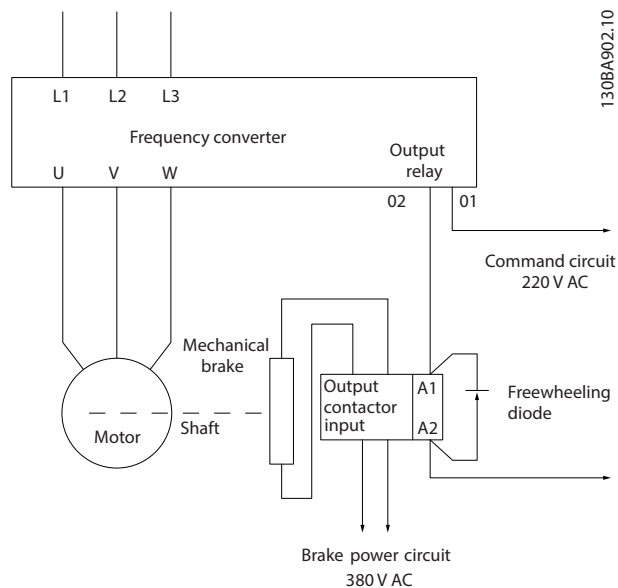 130BA902.10
L1 L2 L3
Frequency converter
U V W
Output
relay
02 01
Command circuit
220 V AC
Mechanical
brake
Output
contactor
input
A1
A2
Freewheeling
diode
Motor
Shaft
Brake power circuit
380 V AC